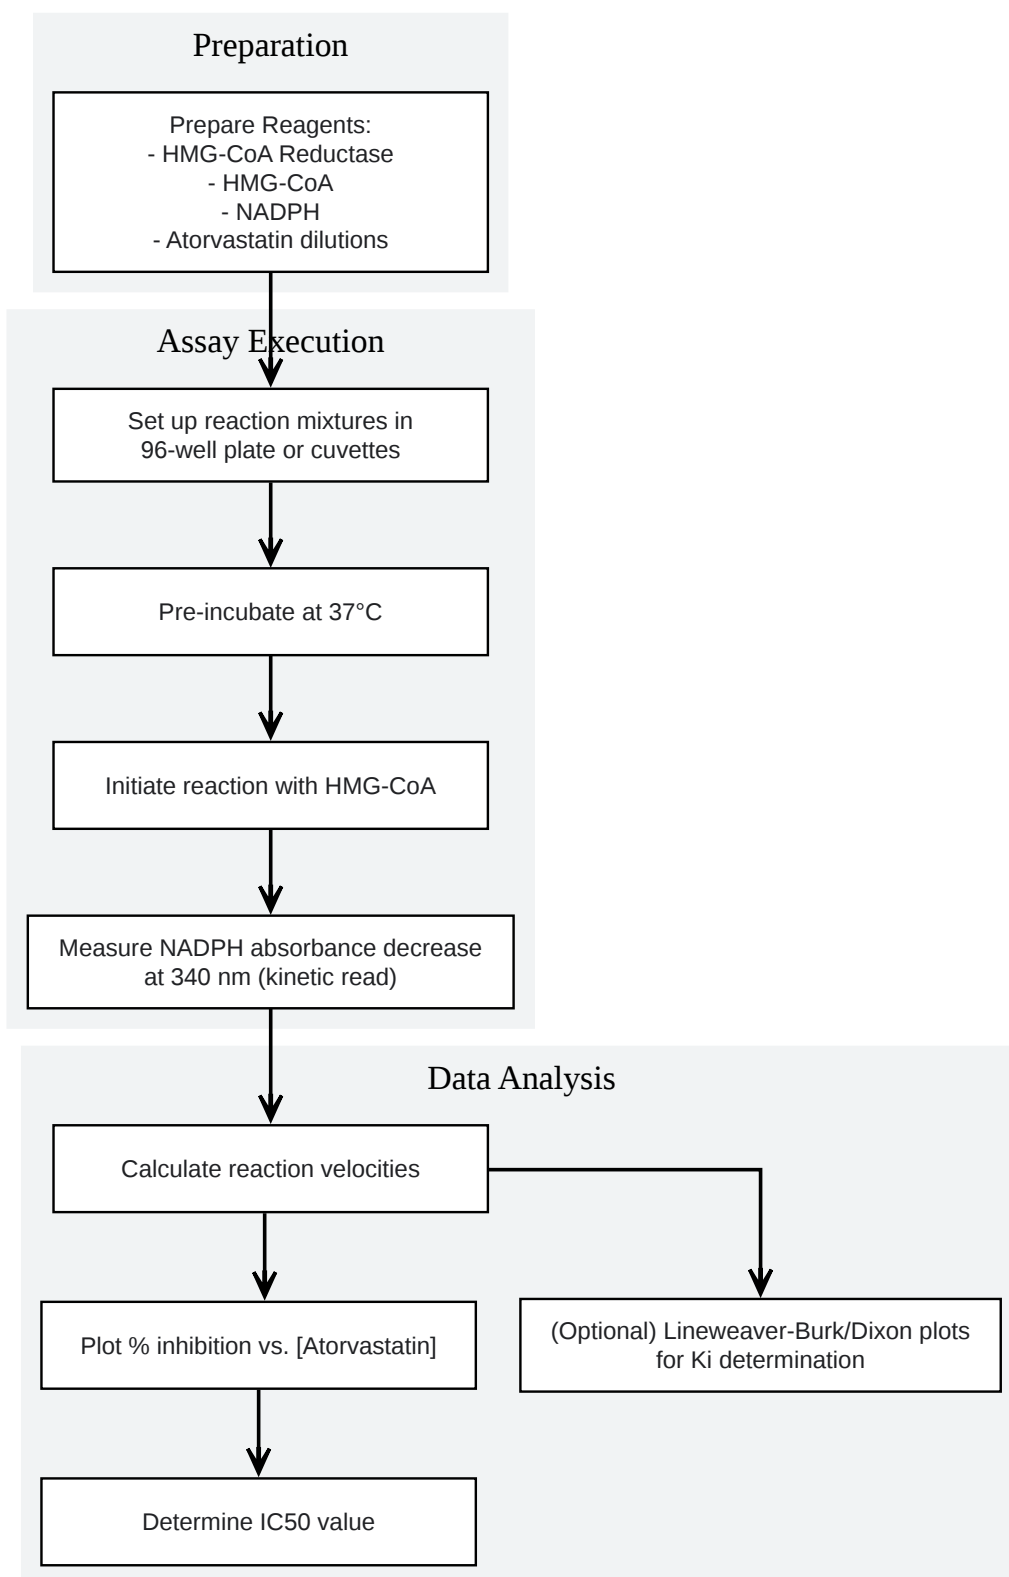 Preparation
Prepare Reagents:
- HMG-CoA Reductase
- HMG-CoA
- NADPH
- Atorvastatin dilutions
Assay Execution
Set up reaction mixtures in
96-well plate or cuvettes
Pre-incubate at 37°C
Initiate reaction with HMG-CoA
Measure NADPH absorbance decrease
at 340 nm (kinetic read)
Data Analysis
Calculate reaction velocities
Plot % inhibition vs. [Atorvastatin]
(Optional) Lineweaver-Burk/Dixon plots
for Ki determination
Determine IC50 value